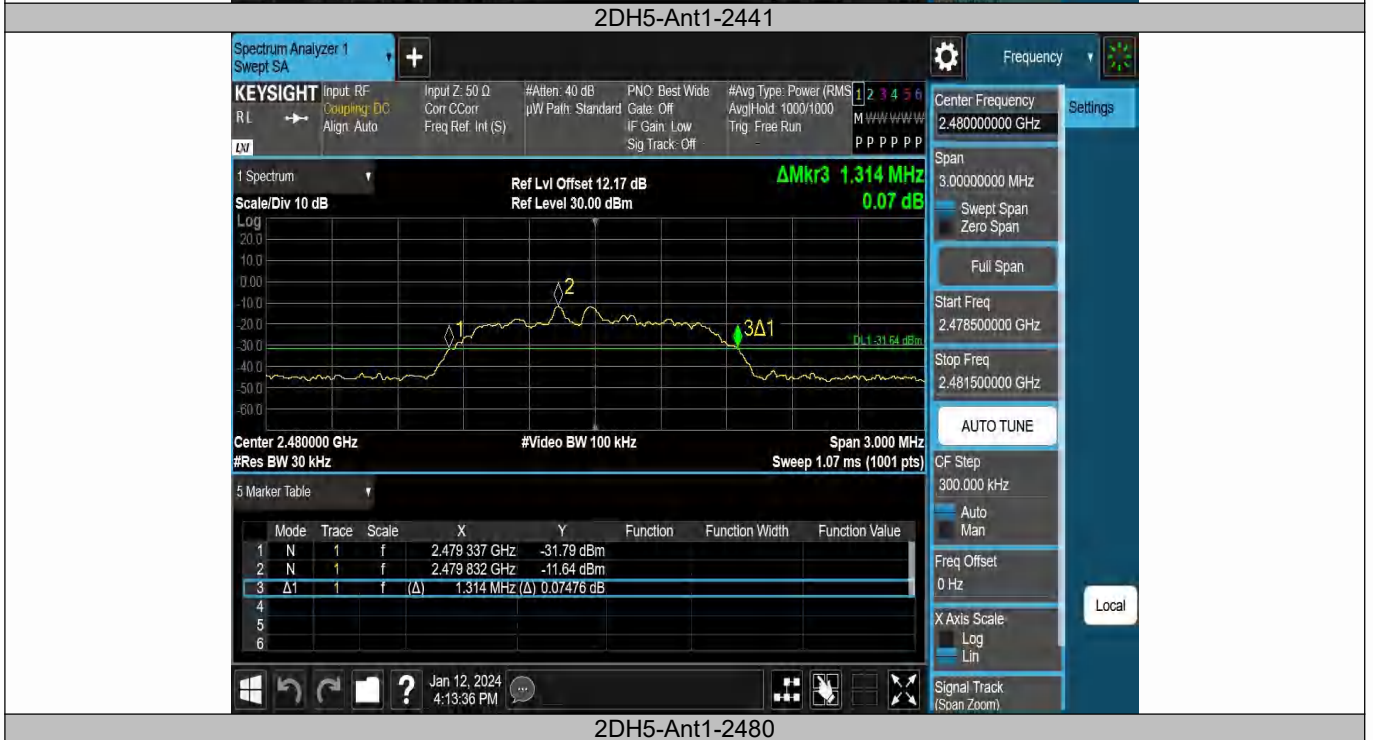 2DH5-Ant1-2441
Spectrum Analyzer 1
Swept SA
+
Frequency
KEYSIGHT
RL
LXI
Input: RF
Coupling: DC
Align: Auto
Input Z: 50 Ω
Corr CCorr
Freq Ref: Int (S)
#Atten: 40 dB
µW Path: Standard
PNO: Best Wide
Gate: Off
IF Gain: Low
Sig Track: Off
#Avg Type: Power (RMS
Avg|Hold: 1000/1000
Trig: Free Run
1 2 3 4 5 6
M W W W W W
P P P P P P
Center Frequency
2.480000000 GHz
Settings
Span
3.00000000 MHz
Swept Span
Zero Span
Full Span
Start Freq
2.478500000 GHz
Stop Freq
2.481500000 GHz
AUTO TUNE
CF Step
300.000 kHz
Auto
Man
Freq Offset
0 Hz
X Axis Scale
Log
Lin
Signal Track
(Span Zoom)
Local
1 Spectrum
Scale/Div 10 dB
Ref Lvl Offset 12.17 dB
Ref Level 30.00 dBm
ΔMkr3 1.314 MHz
0.07 dB
Log
20.0
10.0
0.00
-10.0
-20.0
-30.0
-40.0
-50.0
-60.0
1
2
3Δ1
DL1 -31.64 dBm
Center 2.480000 GHz
#Video BW 100 kHz
Span 3.000 MHz
#Res BW 30 kHz
Sweep 1.07 ms (1001 pts)
5 Marker Table
Mode Trace Scale X Y Function Function Width Function Value
1 N 1 f 2.479 337 GHz -31.79 dBm
2 N 1 f 2.479 832 GHz -11.64 dBm
3 Δ1 1 f (Δ) 1.314 MHz (Δ) 0.07476 dB
4
5
6
?
Jan 12, 2024
4:13:36 PM
2DH5-Ant1-2480